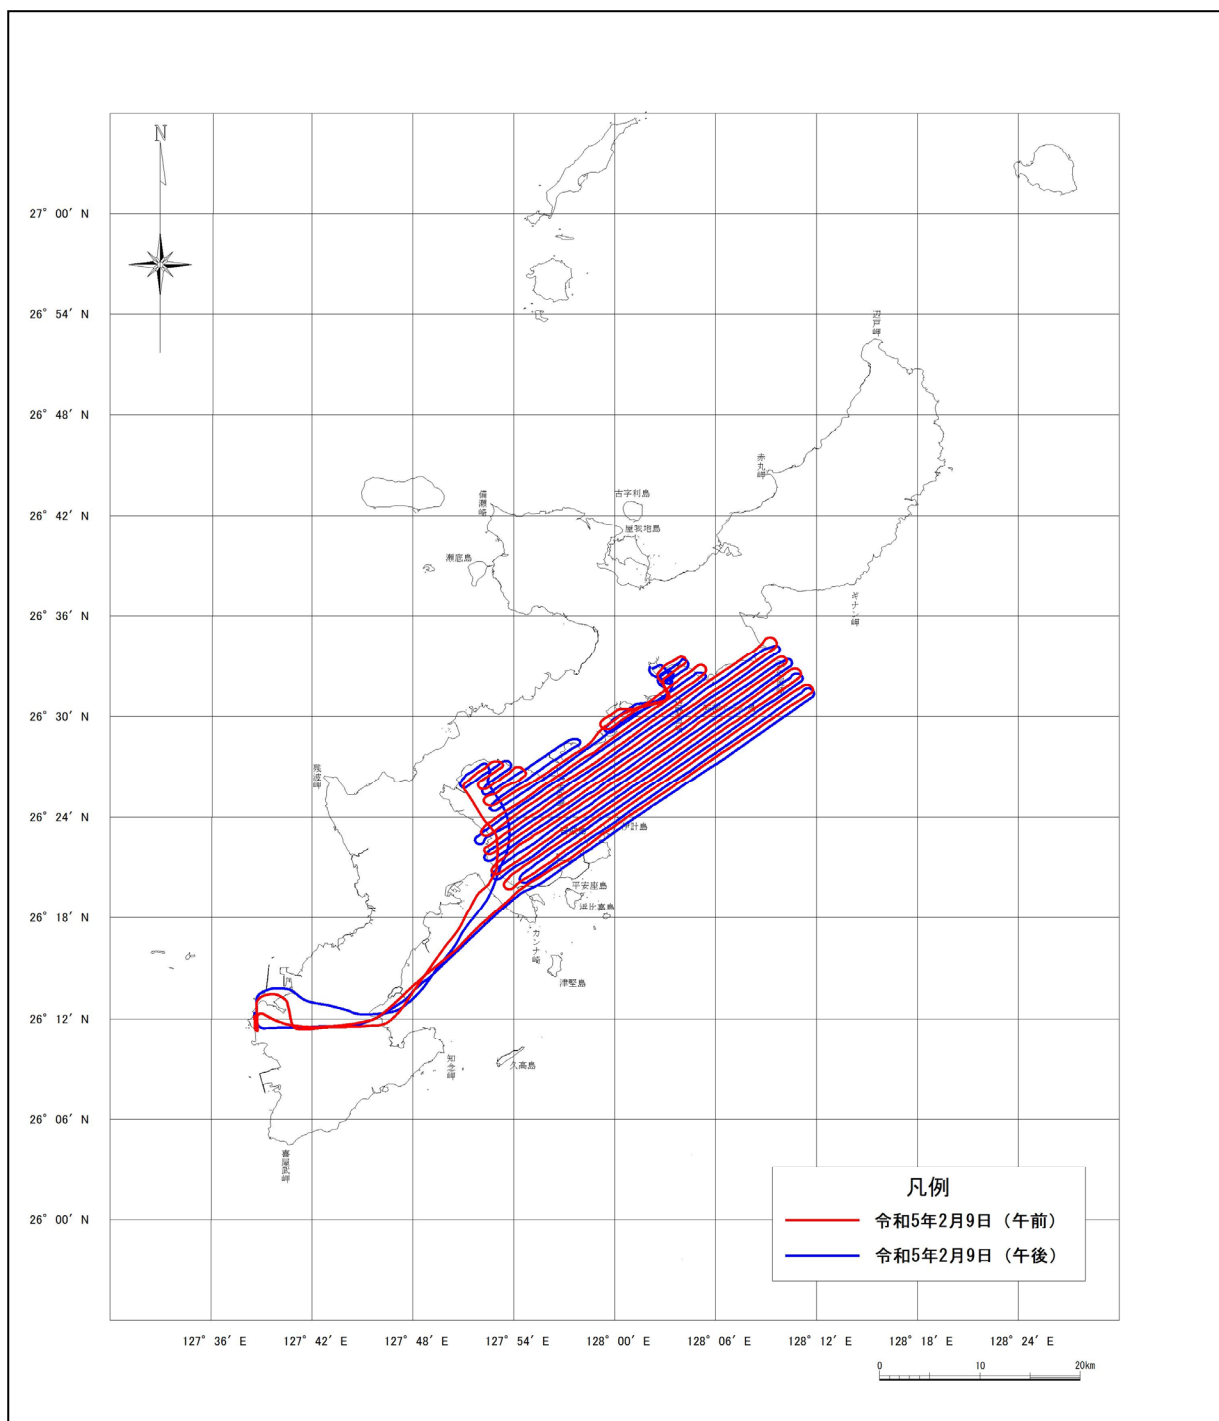 N
27° 00′ N
26° 54′ N
辺戸岬
26° 48′ N
赤丸岬
備瀬崎
古宇利島
26° 42′ N
屋我地島
瀬底島
26° 36′ N
ギナン岬
26° 30′ N
残波岬
26° 24′ N
伊計島
平安座島
浜比嘉島
26° 18′ N
カンナ崎
津堅島
26° 12′ N
知念岬
久高島
26° 06′ N
喜屋武岬
26° 00′ N
凡例
令和5年2月9日（午前）
令和5年2月9日（午後）
127° 36′ E
127° 42′ E
127° 48′ E
127° 54′ E
128° 00′ E
128° 06′ E
128° 12′ E
128° 18′ E
128° 24′ E
0 10 20km